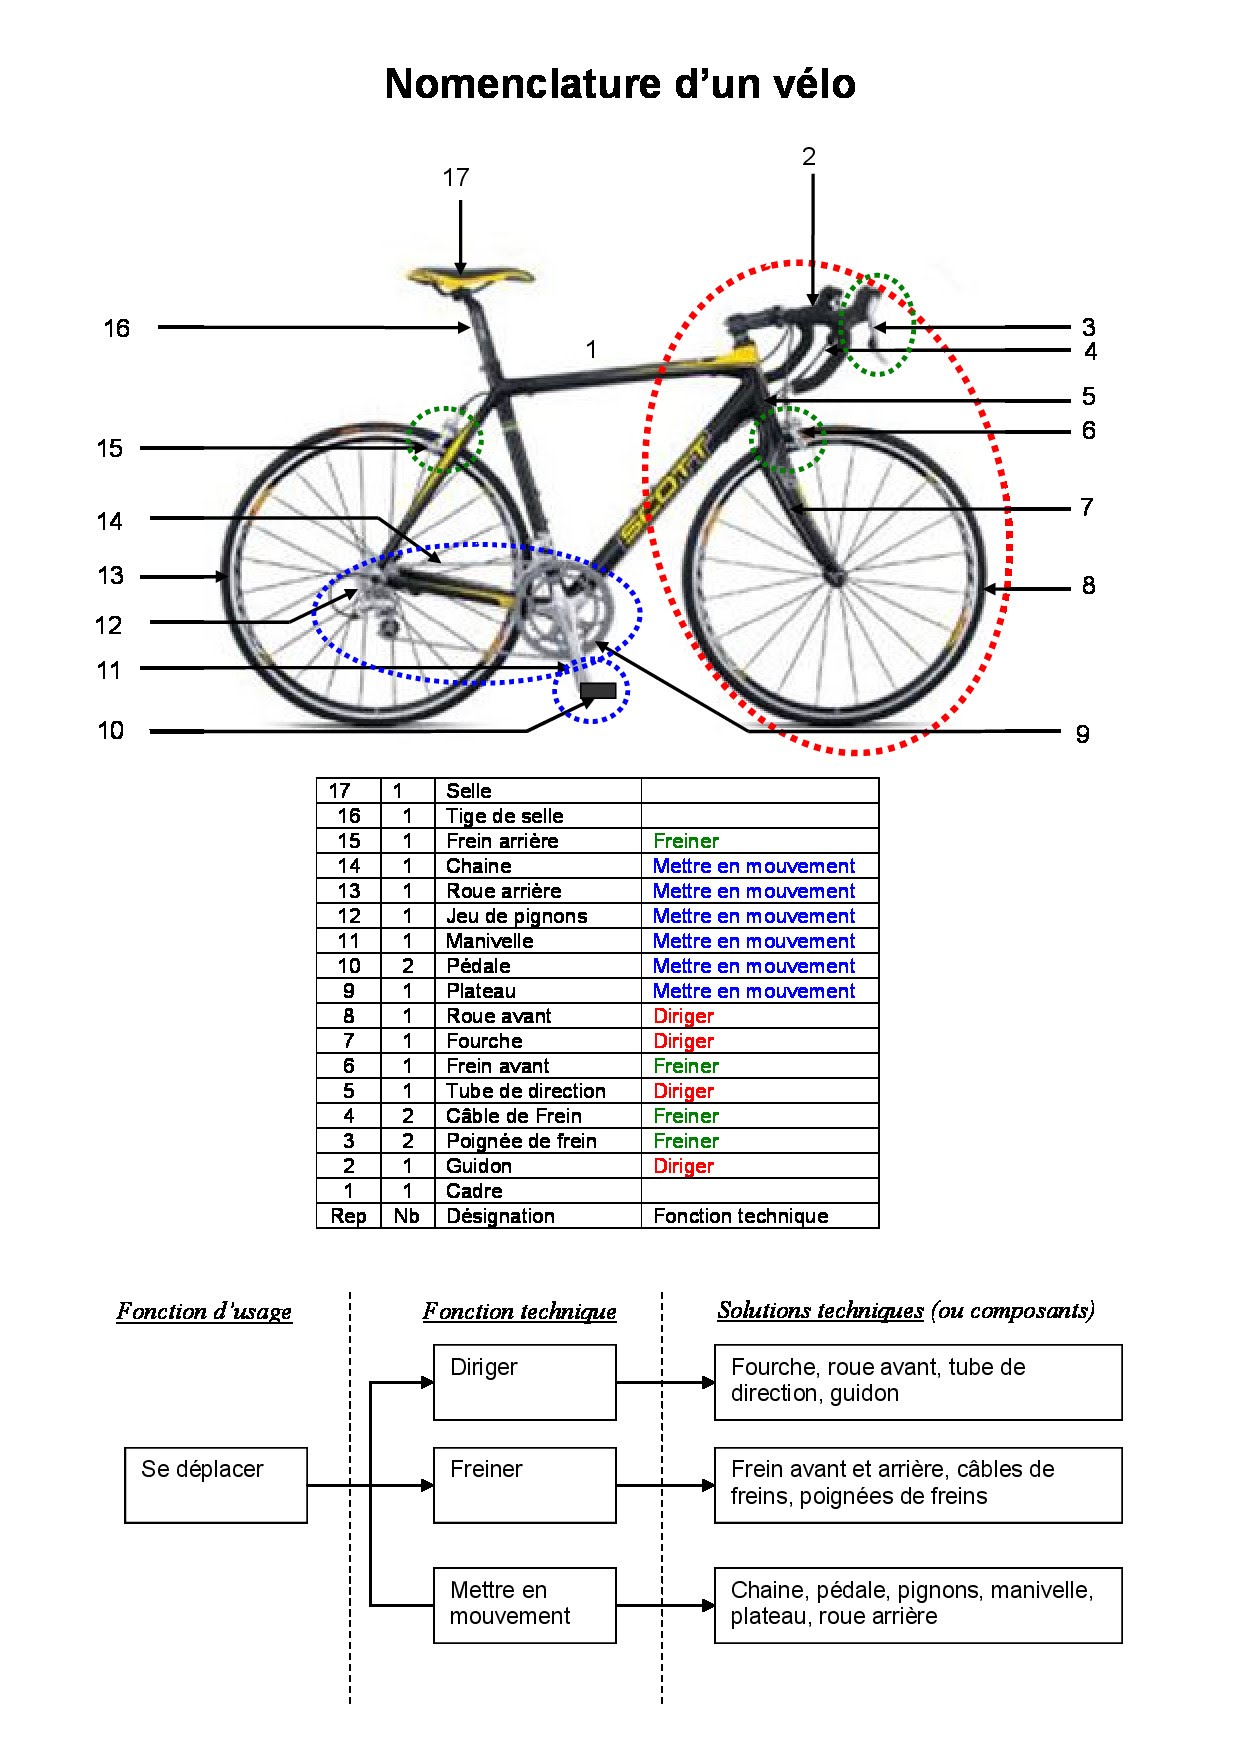 Nomenclature d'un vélo
2
17
16
1
3
4
5
6
15
SCOTT
14
7
13
8
12
11
10
9
17 1 Selle
16 1 Tige de selle
15 1 Frein arrière Freiner
14 1 Chaine Mettre en mouvement
13 1 Roue arrière Mettre en mouvement
12 1 Jeu de pignons Mettre en mouvement
11 1 Manivelle Mettre en mouvement
10 2 Pédale Mettre en mouvement
9 1 Plateau Mettre en mouvement
8 1 Roue avant Diriger
7 1 Fourche Diriger
6 1 Frein avant Freiner
5 1 Tube de direction Diriger
4 2 Câble de Frein Freiner
3 2 Poignée de frein Freiner
2 1 Guidon Diriger
1 1 Cadre
Rep Nb Désignation Fonction technique
Fonction d'usage
Fonction technique
Solutions techniques (ou composants)
Diriger
Fourche, roue avant, tube de
direction, guidon
Se déplacer
Freiner
Frein avant et arrière, câbles de
freins, poignées de freins
Mettre en
mouvement
Chaine, pédale, pignons, manivelle,
plateau, roue arrière